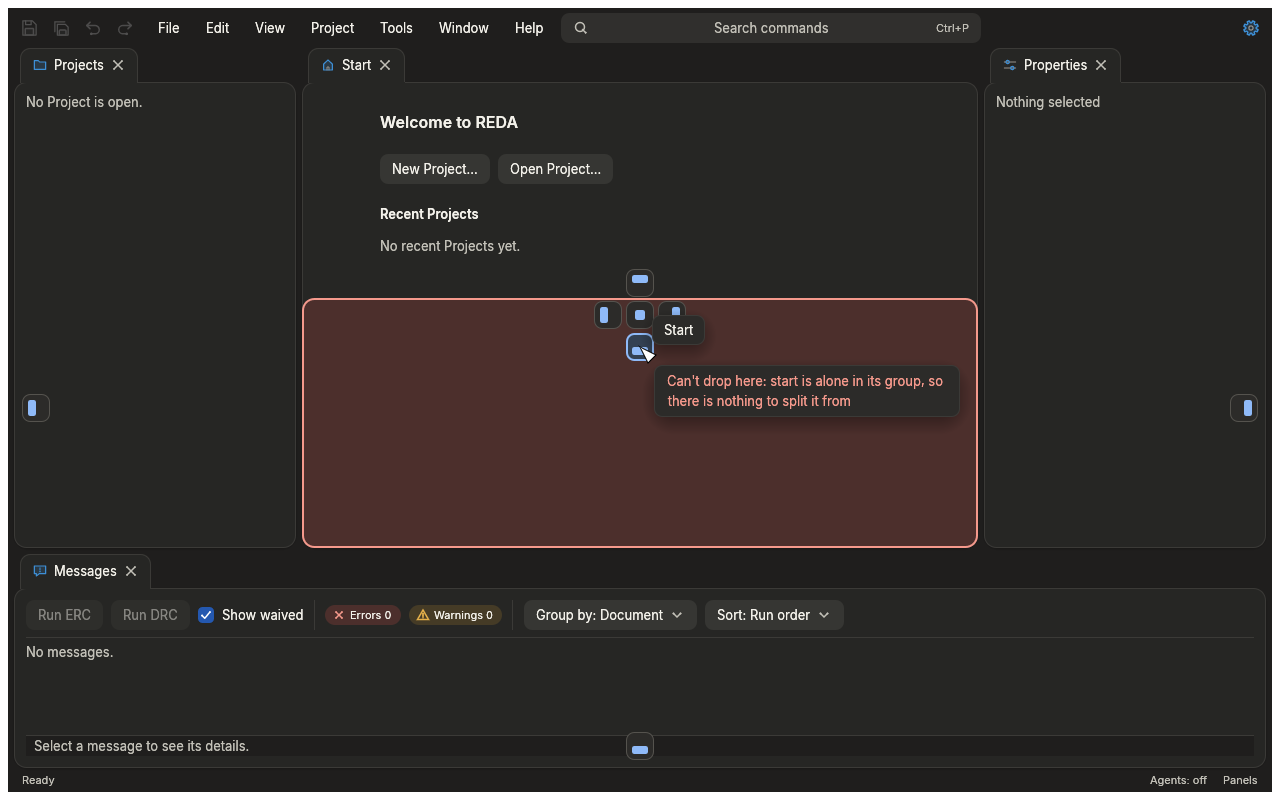 File Edit View Project Tools Window Help Search commands Ctrl+P
Projects
Start
Properties
No Project is open.
Nothing selected
Welcome to REDA
New Project... Open Project...
Recent Projects
No recent Projects yet.
Start
Can't drop here: start is alone in its group, so
there is nothing to split it from
Messages
Run ERC Run DRC Show waived Errors 0 Warnings 0 Group by: Document Sort: Run order
No messages.
Select a message to see its details.
Ready Agents: off Panels